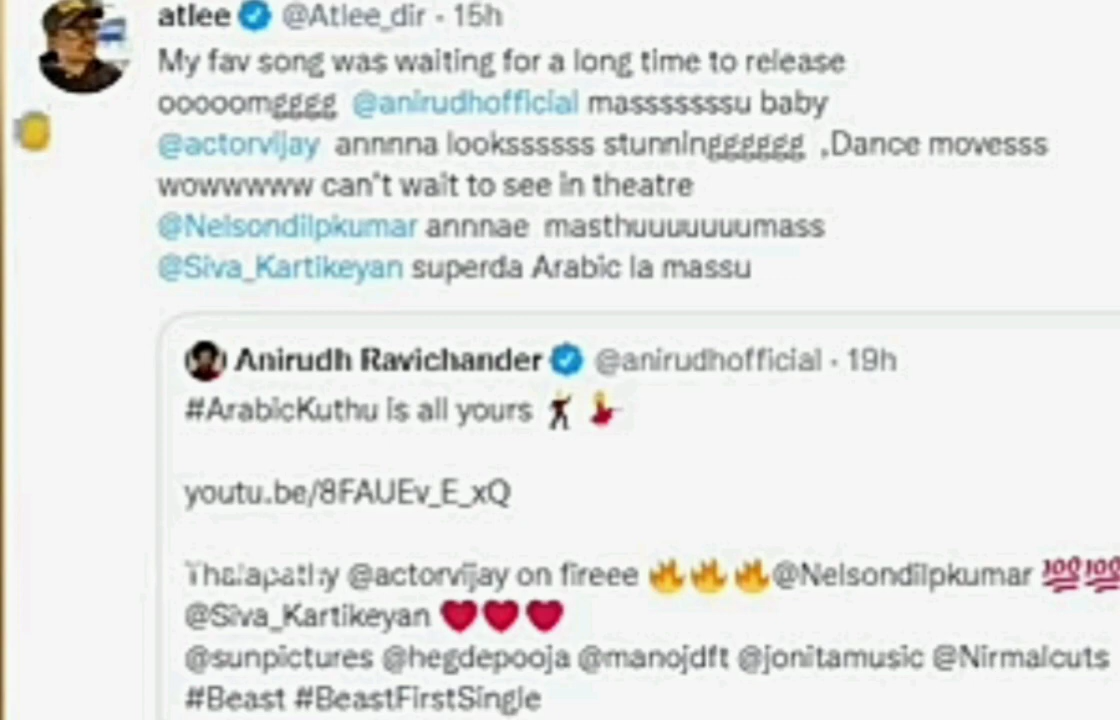 atlee @Atlee_dir · 15h
My fav song was waiting for a long time to release
ooooomgggg @anirudhofficial masssssssu baby
@actorvijay annnna lookssssss stunningggggg ,Dance movesss
wowwwww can't wait to see in theatre
@Nelsondilpkumar annnae masthuuuuuuumass
@Siva_Kartikeyan superda Arabic la massu
Anirudh Ravichander @anirudhofficial · 19h
#ArabicKuthu is all yours 🕺 💃
youtu.be/8FAUEv_E_xQ
Thalapathy @actorvijay on fireee 🔥🔥🔥@Nelsondilpkumar 💯💯
@Siva_Kartikeyan ❤️❤️❤️
@sunpictures @hegdepooja @manojdft @jonitamusic @Nirmalcuts
#Beast #BeastFirstSingle